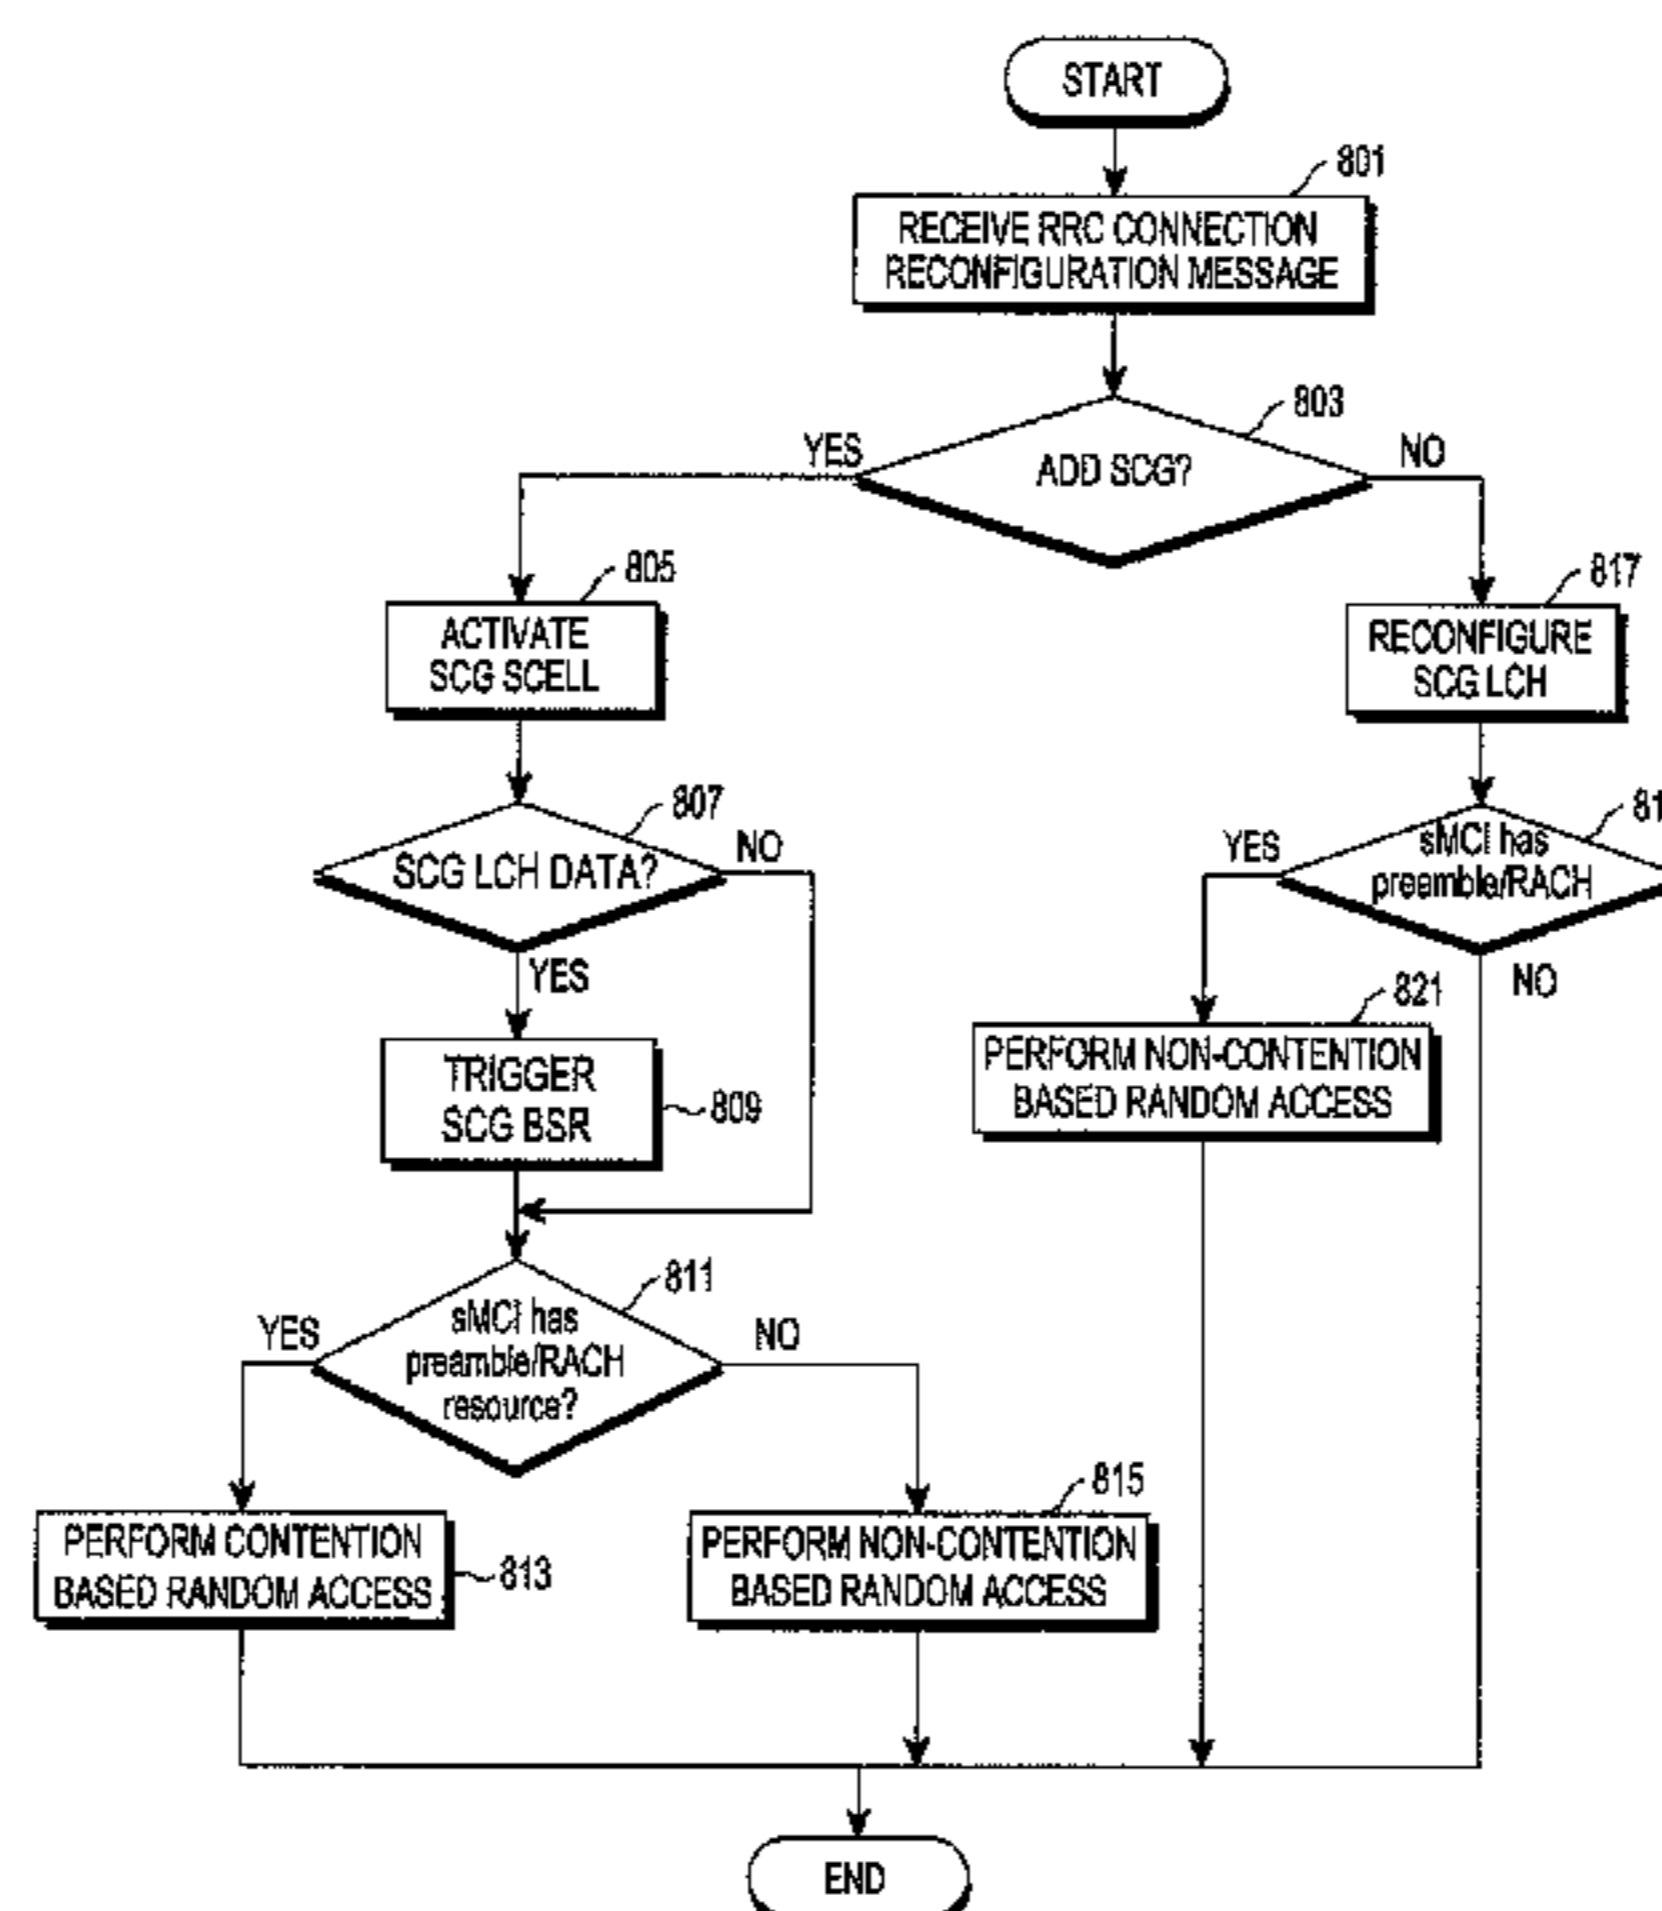 START
801
RECEIVE RRC CONNECTION
RECONFIGURATION MESSAGE
803
YES
ADD SCG?
NO
805
ACTIVATE
SCG SCELL
817
RECONFIGURE
SCG LCH
807
SCG LCH DATA?
NO
YES
81
YES
sMCI has
preamble/RACH
NO
TRIGGER
SCG BSR
809
821
PERFORM NON-CONTENTION
BASED RANDOM ACCESS
811
YES
sMCI has
preamble/RACH
resource?
NO
PERFORM CONTENTION
BASED RANDOM ACCESS
813
815
PERFORM NON-CONTENTION
BASED RANDOM ACCESS
END